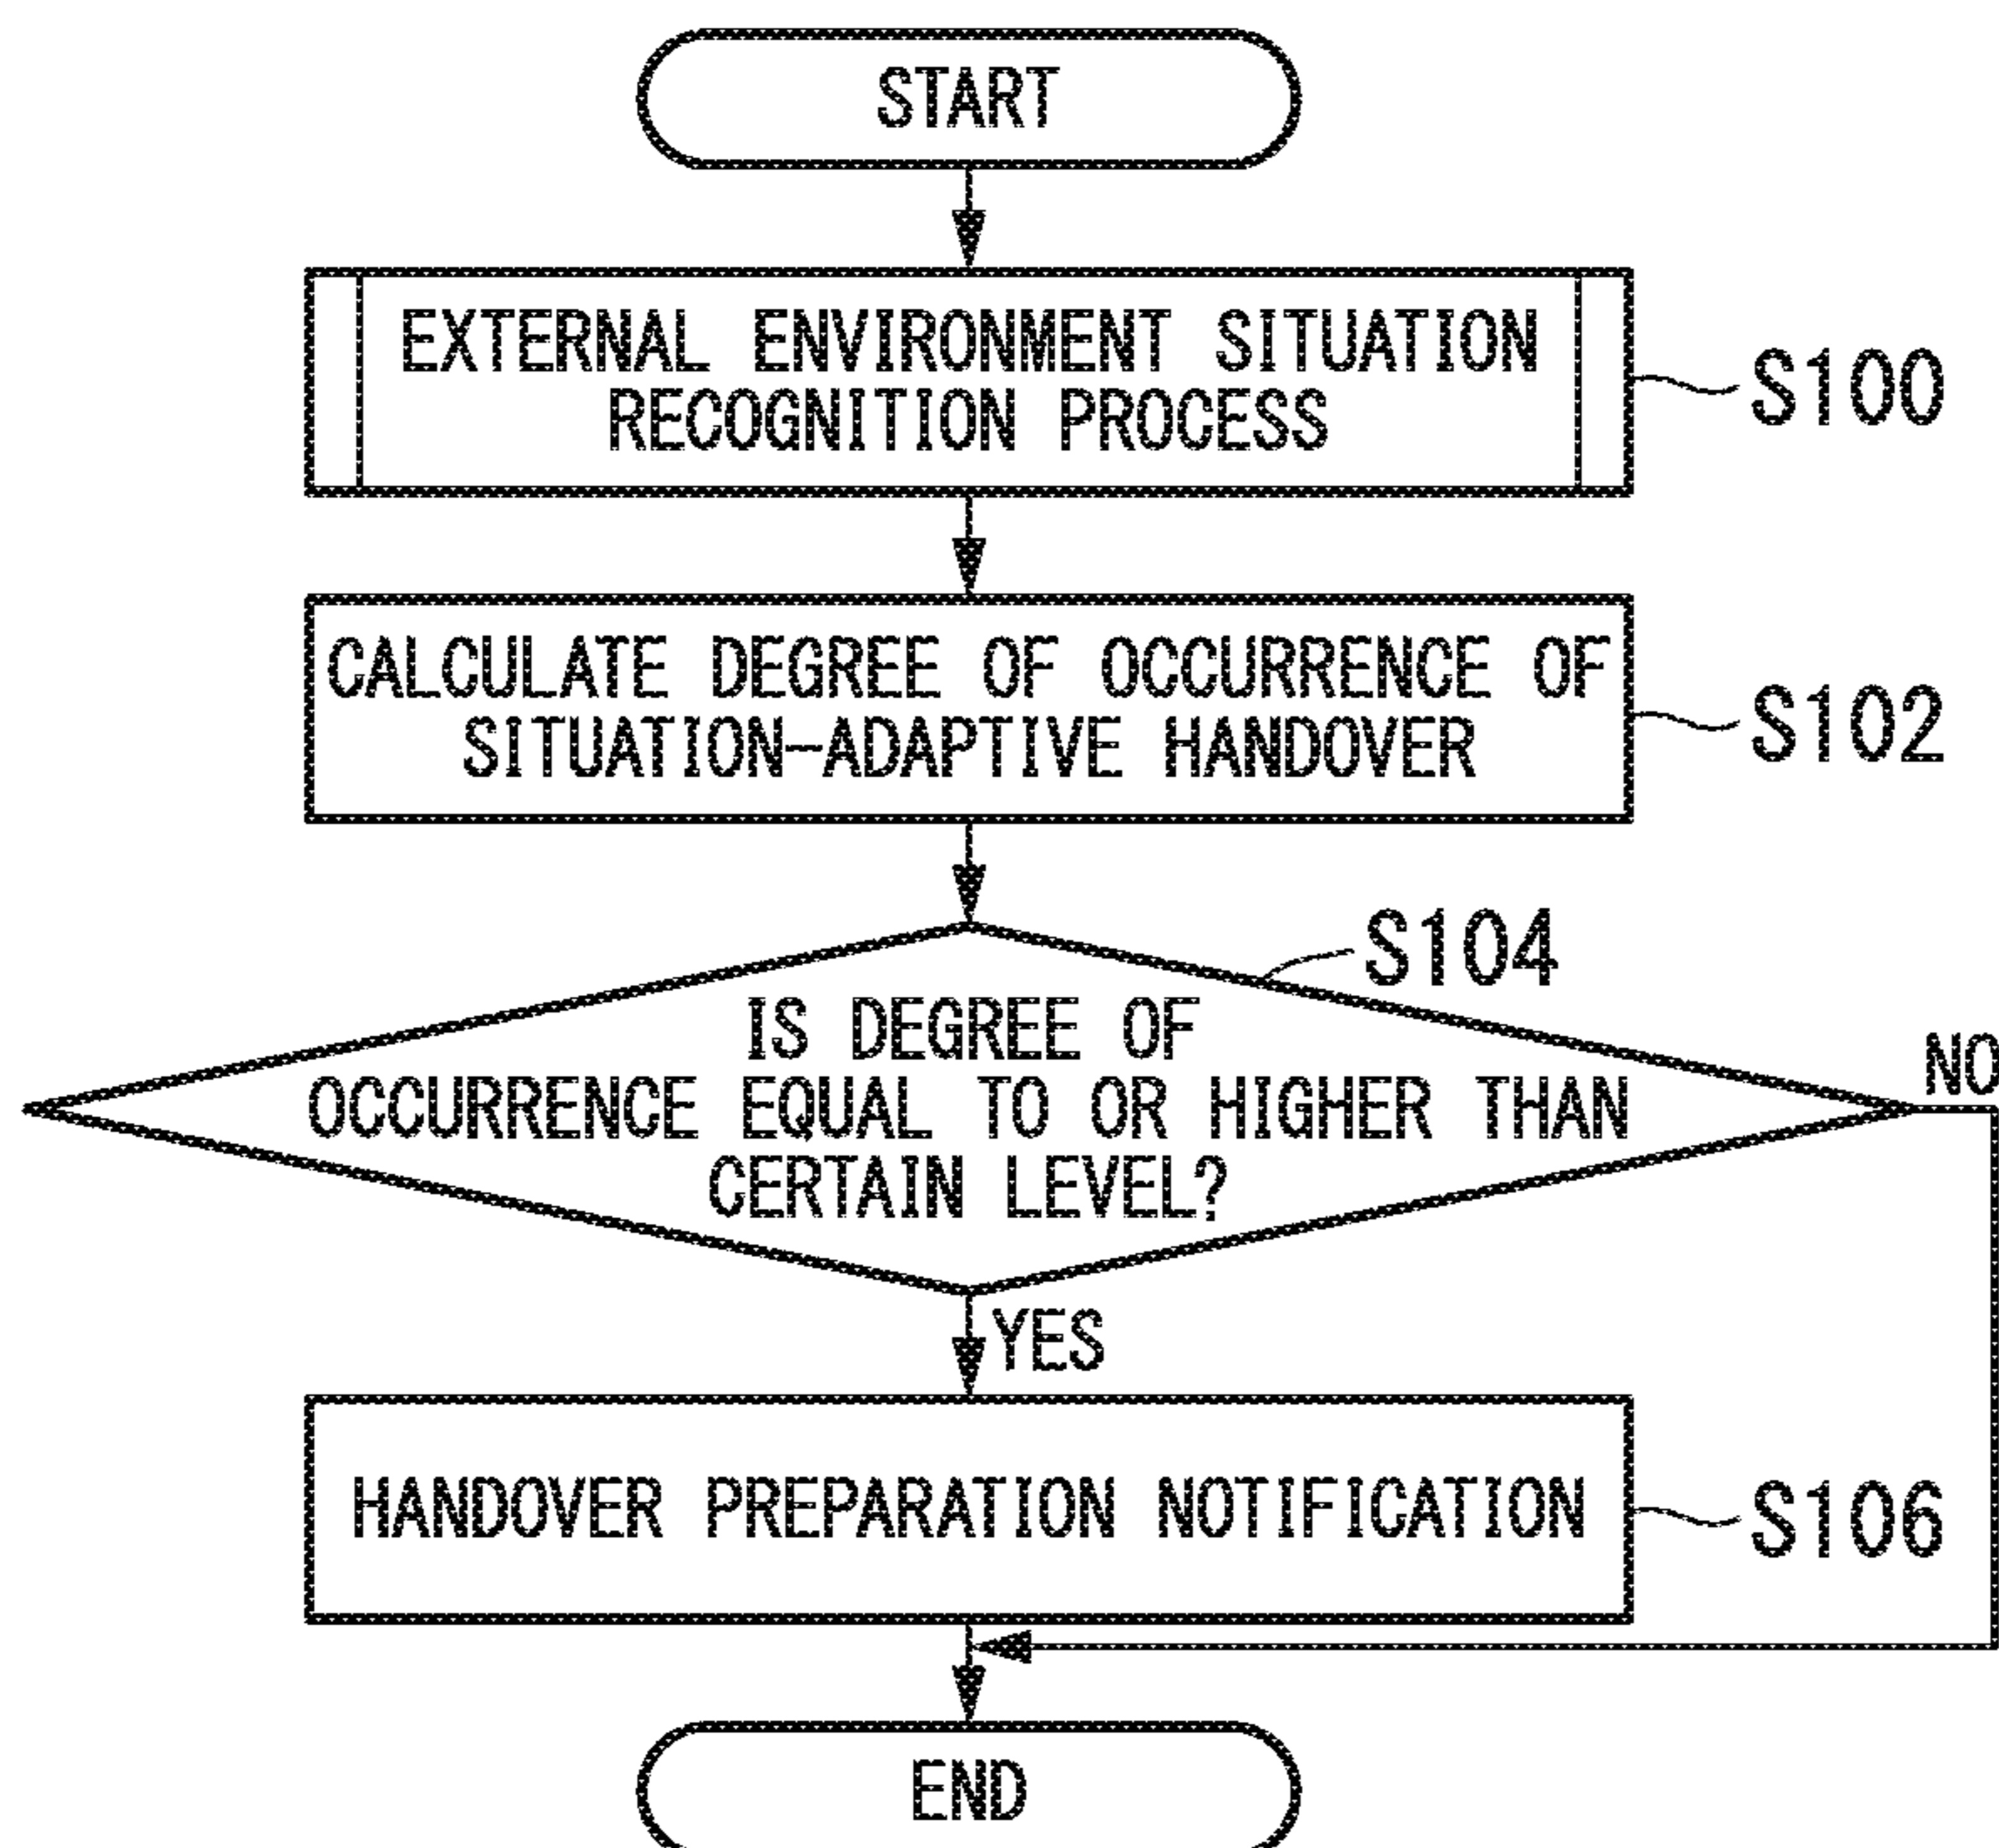 START
EXTERNAL ENVIRONMENT SITUATION
RECOGNITION PROCESS
S100
CALCULATE DEGREE OF OCCURRENCE OF
SITUATION-ADAPTIVE HANDOVER
S102
S104
IS DEGREE OF
OCCURRENCE EQUAL TO OR HIGHER THAN
CERTAIN LEVEL?
NO
YES
HANDOVER PREPARATION NOTIFICATION
S106
END